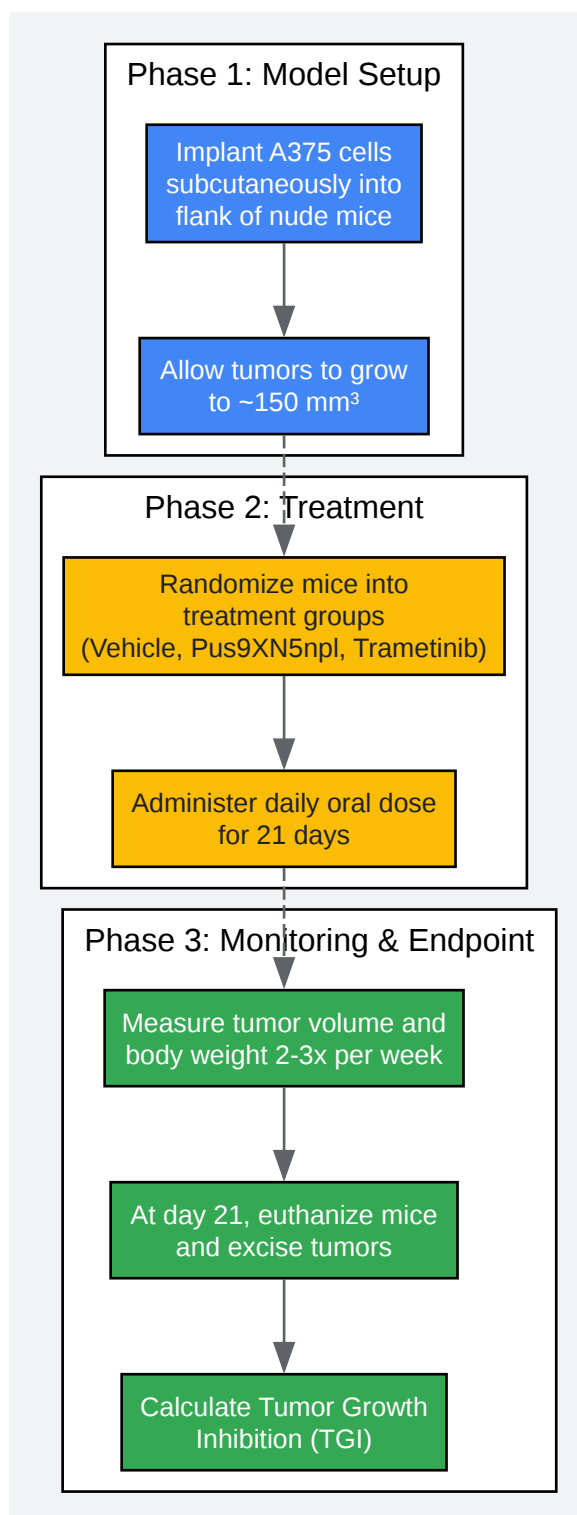 Phase 1: Model Setup
Implant A375 cells
subcutaneously into
flank of nude mice
Allow tumors to grow
to ~150 mm³
Phase 2: Treatment
Randomize mice into
treatment groups
(Vehicle, Pus9XN5npl, Trametinib)
Administer daily oral dose
for 21 days
Phase 3: Monitoring & Endpoint
Measure tumor volume and
body weight 2-3x per week
At day 21, euthanize mice
and excise tumors
Calculate Tumor Growth
Inhibition (TGI)